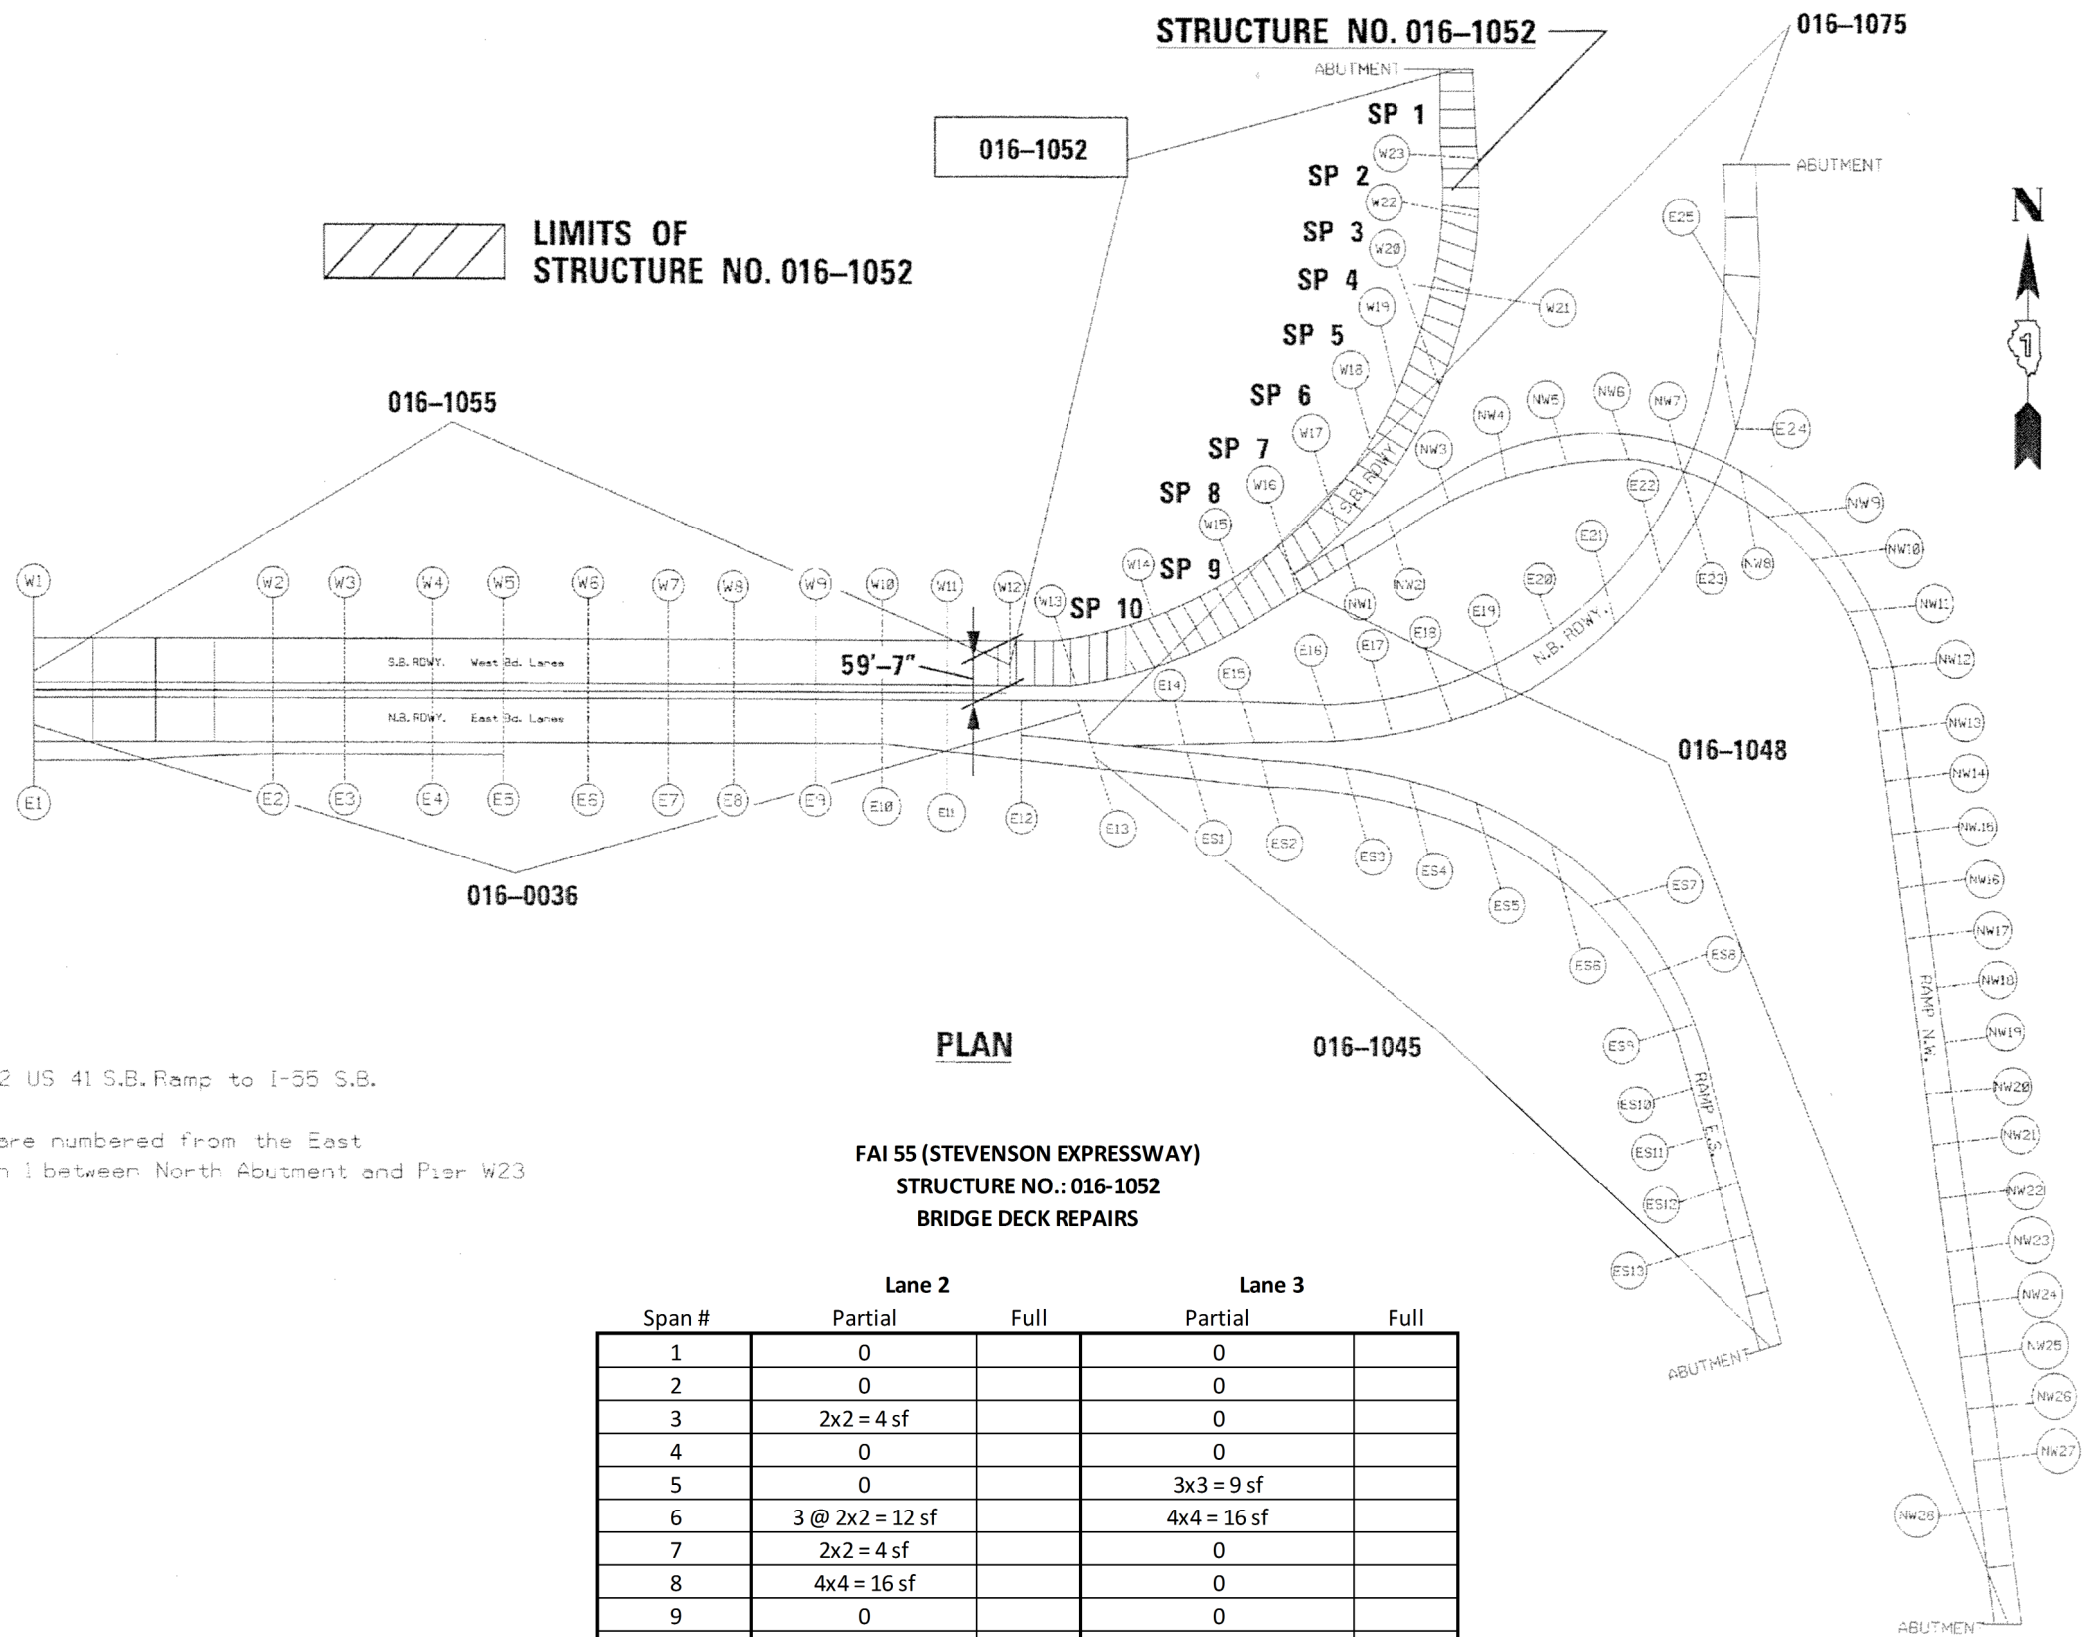 STRUCTURE NO. 016–1052
016–1075
ABUTMENT
SP 1
016–1052
W23
SP 2
ABUTMENT
W22
N
E25
LIMITS OF
STRUCTURE NO. 016–1052
SP 3
W20
SP 4
W19
W21
SP 5
1
W18
SP 6
016–1055
NW4
NW5
NW6
NW7
W17
NW3
E24
SP 7
S.B. RDWY
W16
E22
SP 8
NW9
W15
E21
NW10
SP 9
W14
NW8
E20
E23
W1
W2
W3
W4
W5
W6
W7
W8
W9
W10
W11
W12
W13
SP 10
NW1
NW2
E19
NW11
N.B. RDWY.
E18
E17
E16
NW12
S.B. RDWY. West Bd. Lanes
59'–7"
E15
E14
N.B. RDWY. East Bd. Lanes
NW13
016–1048
NW14
E1
E2
E3
E4
E5
E6
E7
E8
E9
E10
E11
E12
E13
ES1
ES2
ES3
ES4
ES5
ES6
ES7
ES8
NW.15
NW16
NW17
NW18
016–0036
RAMP N.W.
NW19
PLAN
016–1045
ES9
2 US 41 S.B. Ramp to I-55 S.B.
RAMP E.S.
ES10
NW20
are numbered from the East
ES11
NW21
n 1 between North Abutment and Pier W23
ES12
NW22
NW23
ES13
NW24
NW25
ABUTMENT
NW26
NW27
NW28
ABUTMENT
FAI 55 (STEVENSON EXPRESSWAY)
STRUCTURE NO.: 016-1052
BRIDGE DECK REPAIRS
Lane 2 Lane 3
Span # Partial Full Partial Full
1 0 0
2 0 0
3 2x2 = 4 sf 0
4 0 0
5 0 3x3 = 9 sf
6 3 @ 2x2 = 12 sf 4x4 = 16 sf
7 2x2 = 4 sf 0
8 4x4 = 16 sf 0
9 0 0